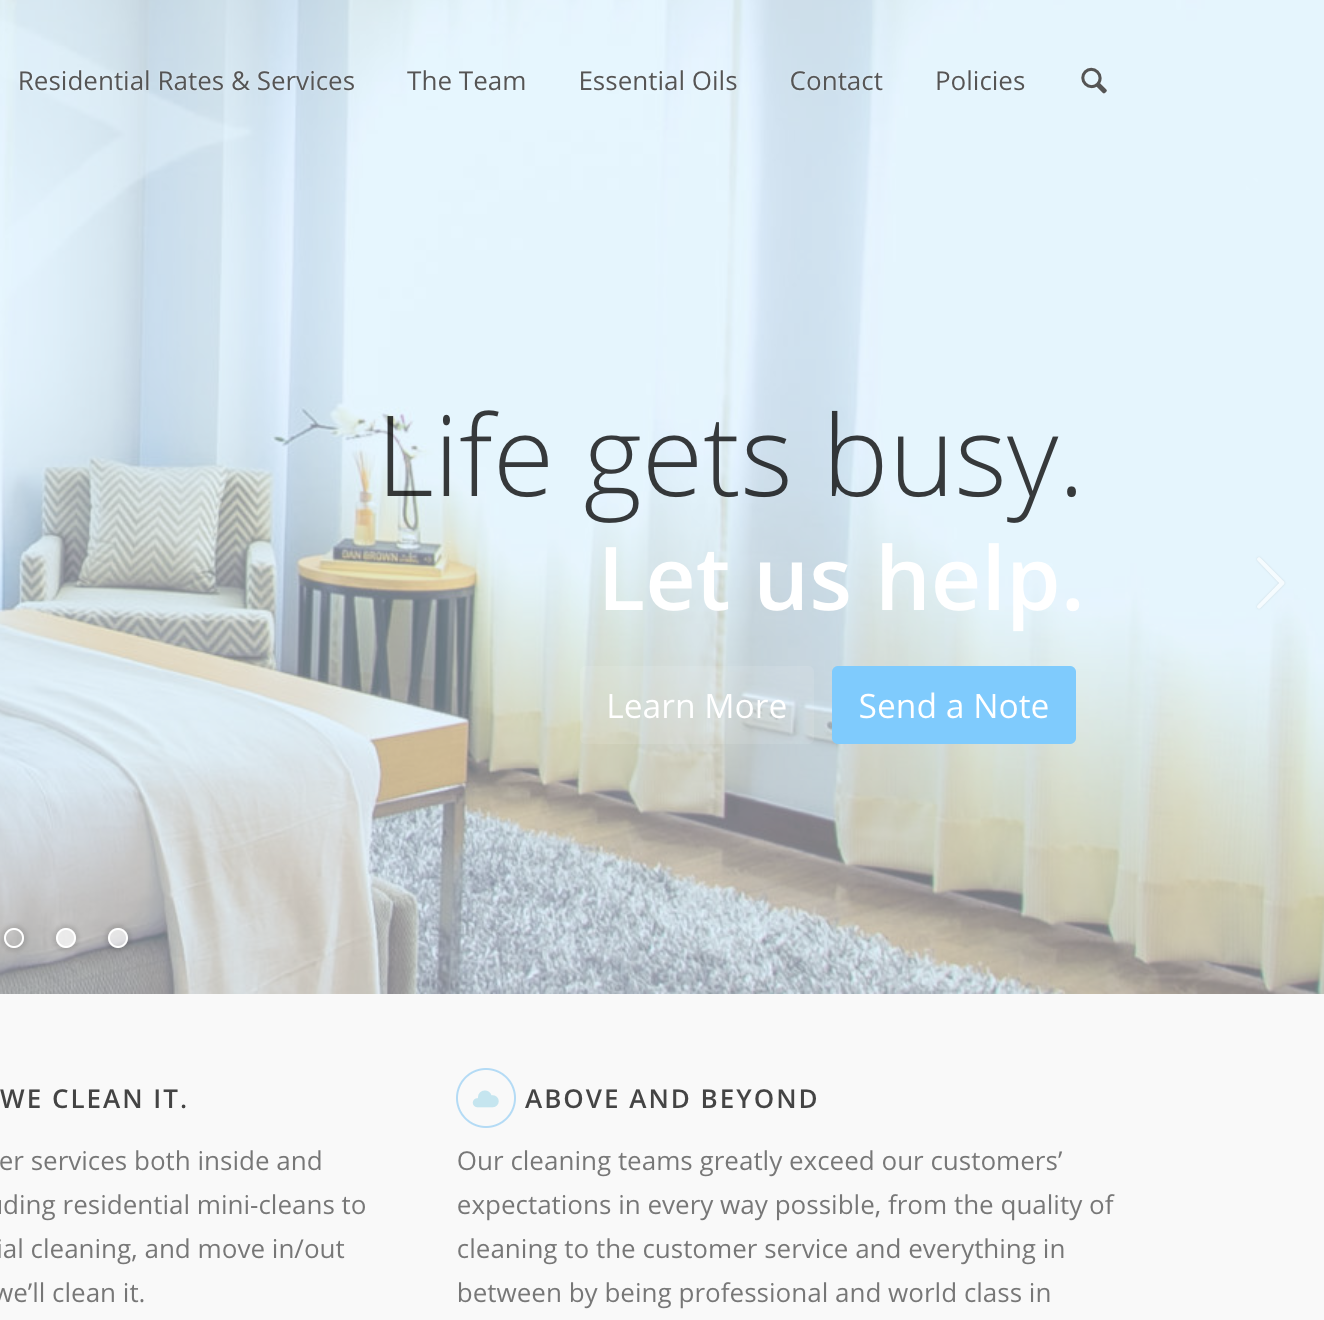 Residential Rates & Services The Team Essential Oils Contact Policies
Life gets busy.
DAN BROWN
Let us help.
Learn More Send a Note
WE CLEAN IT.
er services both inside and
ding residential mini-cleans to
ial cleaning, and move in/out
we’ll clean it.
ABOVE AND BEYOND
Our cleaning teams greatly exceed our customers’
expectations in every way possible, from the quality of
cleaning to the customer service and everything in
between by being professional and world class in